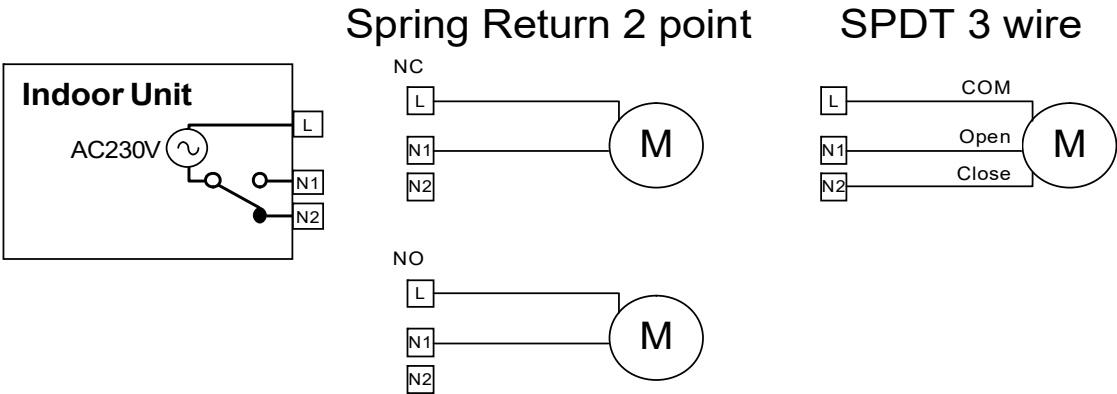 Spring Return 2 point
SPDT 3 wire
Indoor Unit
AC230V
L
N1
N2
NC
L
N1
N2
M
COM
Open
Close
L
N1
N2
M
NO
L
N1
N2
M